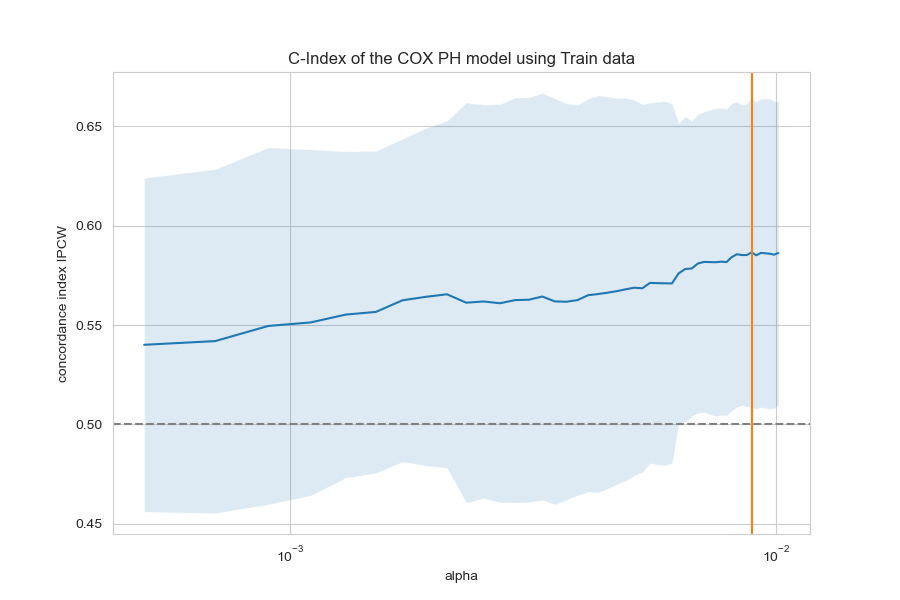 C-Index of the COX PH model using Train data
concordance index IPCW
0.65
0.60
0.55
0.50
0.45
10⁻³
10⁻²
alpha